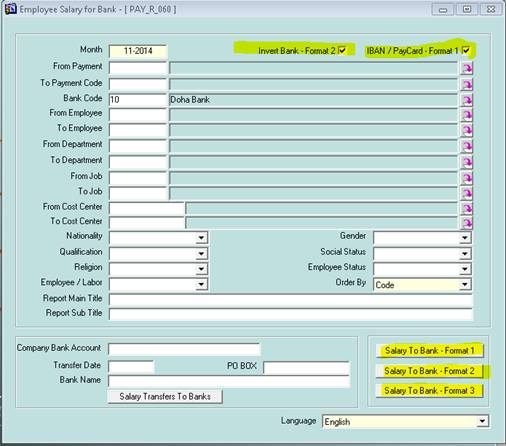 Employee Salary for Bank - [ PAY_R_060 ]
Month 11-2014 Invert Bank - Format 2 IBAN / PayCard - Format 1
From Payment
To Payment Code
Bank Code 10 Doha Bank
From Employee
To Employee
From Department
To Department
From Job
To Job
From Cost Center
To Cost Center
Nationality Gender
Qualification Social Status
Religion Employee Status
Employee / Labor Order By Code
Report Main Title
Report Sub Title
Company Bank Account
Transfer Date PO BOX
Bank Name
Salary Transfers To Banks
Salary To Bank - Format 1
Salary To Bank - Format 2
Salary To Bank - Format 3
Language English